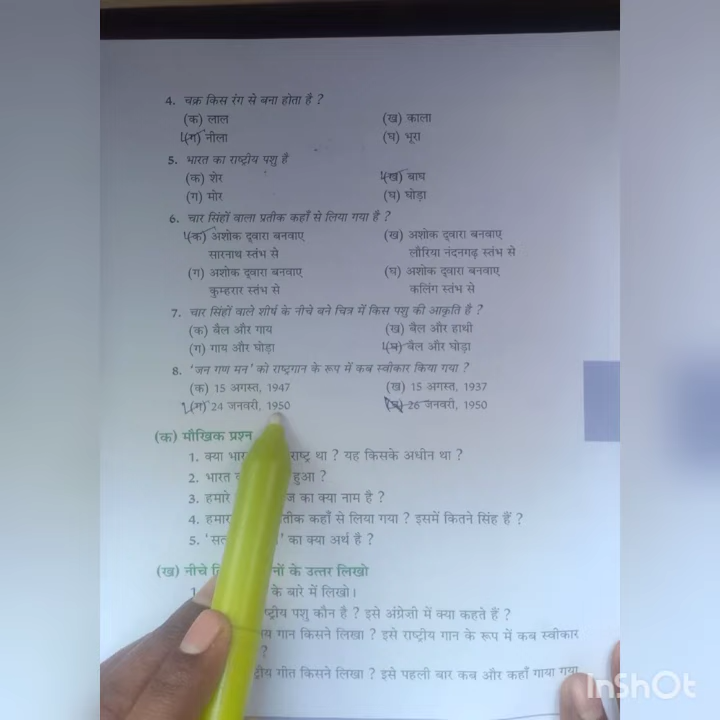 4. चक्र किस रंग से बना होता है ?
(क) लाल (ख) काला
(ग) नीला (घ) भूरा
5. भारत का राष्ट्रीय पशु है
(क) शेर (ख) बाघ
(ग) मोर (घ) घोड़ा
6. चार सिंहों वाला प्रतीक कहाँ से लिया गया है ?
(क) अशोक द्वारा बनवाए (ख) अशोक द्वारा बनवाए
सारनाथ स्तंभ से लौरिया नंदनगढ़ स्तंभ से
(ग) अशोक द्वारा बनवाए (घ) अशोक द्वारा बनवाए
कुम्हरार स्तंभ से कलिंग स्तंभ से
7. चार सिंहों वाले शीर्ष के नीचे बने चित्र में किस पशु की आकृति है ?
(क) बैल और गाय (ख) बैल और हाथी
(ग) गाय और घोड़ा (घ) बैल और घोड़ा
8. 'जन गण मन' को राष्ट्रगान के रूप में कब स्वीकार किया गया ?
(क) 15 अगस्त, 1947 (ख) 15 अगस्त, 1937
(ग) 24 जनवरी, 1950 (घ) 26 जनवरी, 1950
(क) मौखिक प्रश्न
1. क्या राष्ट्र था ? यह किसके अधीन था ?
2. भारत हुआ ?
3. हमारे का क्या नाम है ?
4. कहाँ से लिया गया ? इसमें कितने सिंह हैं ?
5. का क्या अर्थ है ?
(ख) नीचे के उत्तर लिखो
1. के बारे में लिखो।
पशु कौन है ? इसे अंग्रेजी में क्या कहते हैं ?
गान किसने लिखा ? इसे राष्ट्रीय गान के रूप में कब स्वीकार
?
गीत किसने लिखा ? इसे पहली बार कब और कहाँ गाया गया
InShOt